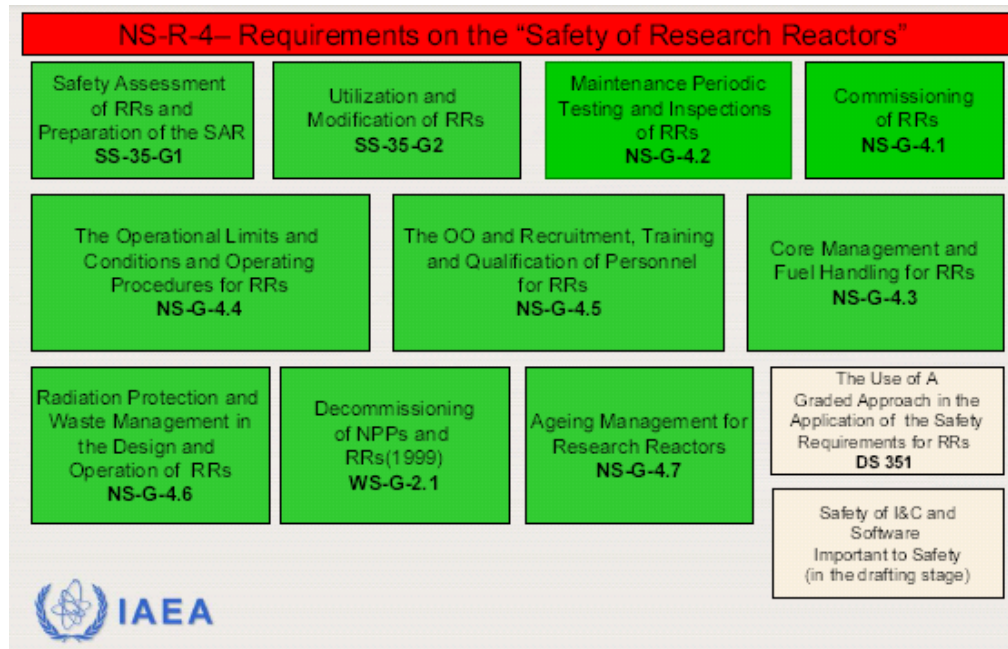 NS-R-4– Requirements on the “Safety of Research Reactors”
Safety Assessment
of RRs and
Preparation of the SAR
SS-35-G1
Utilization and
Modification of RRs
SS-35-G2
Maintenance Periodic
Testing and Inspections
of RRs
NS-G-4.2
Commissioning
of RRs
NS-G-4.1
The Operational Limits and
Conditions and Operating
Procedures for RRs
NS-G-4.4
The OO and Recruitment, Training
and Qualification of Personnel
for RRs
NS-G-4.5
Core Management and
Fuel Handling for RRs
NS-G-4.3
Radiation Protection and
Waste Management in
the Design and
Operation of RRs
NS-G-4.6
Decommissioning
of NPPs and
RRs(1999)
WS-G-2.1
Ageing Management for
Research Reactors
NS-G-4.7
The Use of A
Graded Approach in the
Application of the Safety
Requirements for RRs
DS 351
Safety of I&C and
Software
Important to Safety
(in the drafting stage)
IAEA